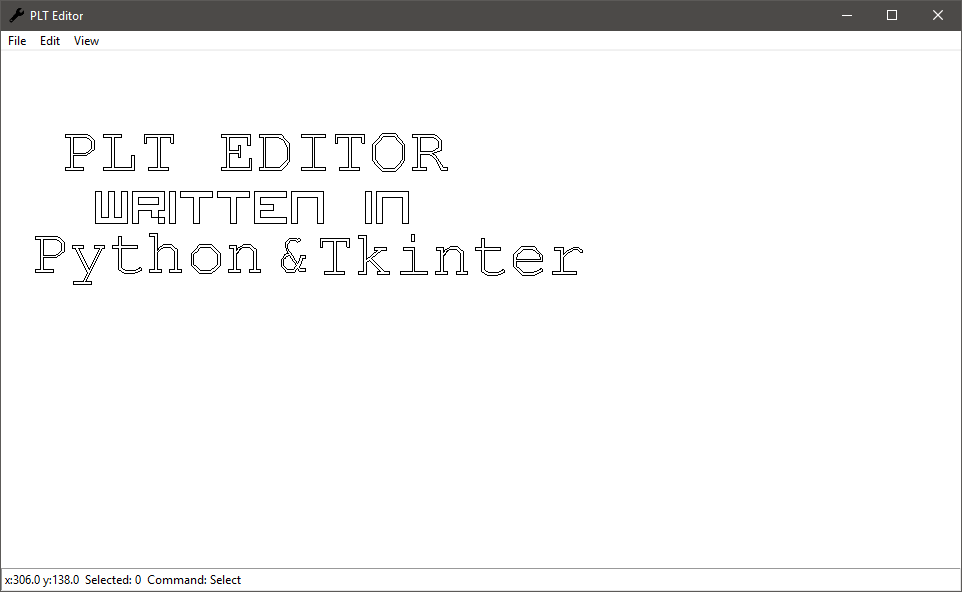 PLT Editor
File Edit View
PLT EDITOR
WRITTEN IN
Python & Tkinter
x:306.0 y:138.0 Selected: 0 Command: Select